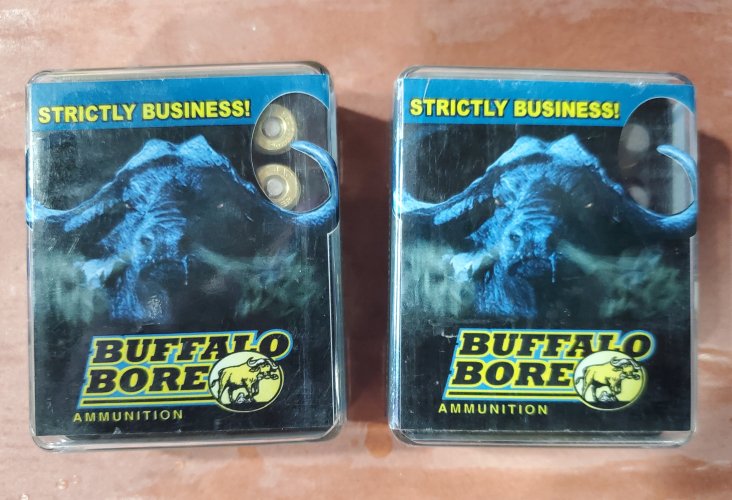 STRICTLY BUSINESS!
BUFFALO
BORE
AMMUNITION
STRICTLY BUSINESS!
BUFFALO
BORE
AMMUNITION